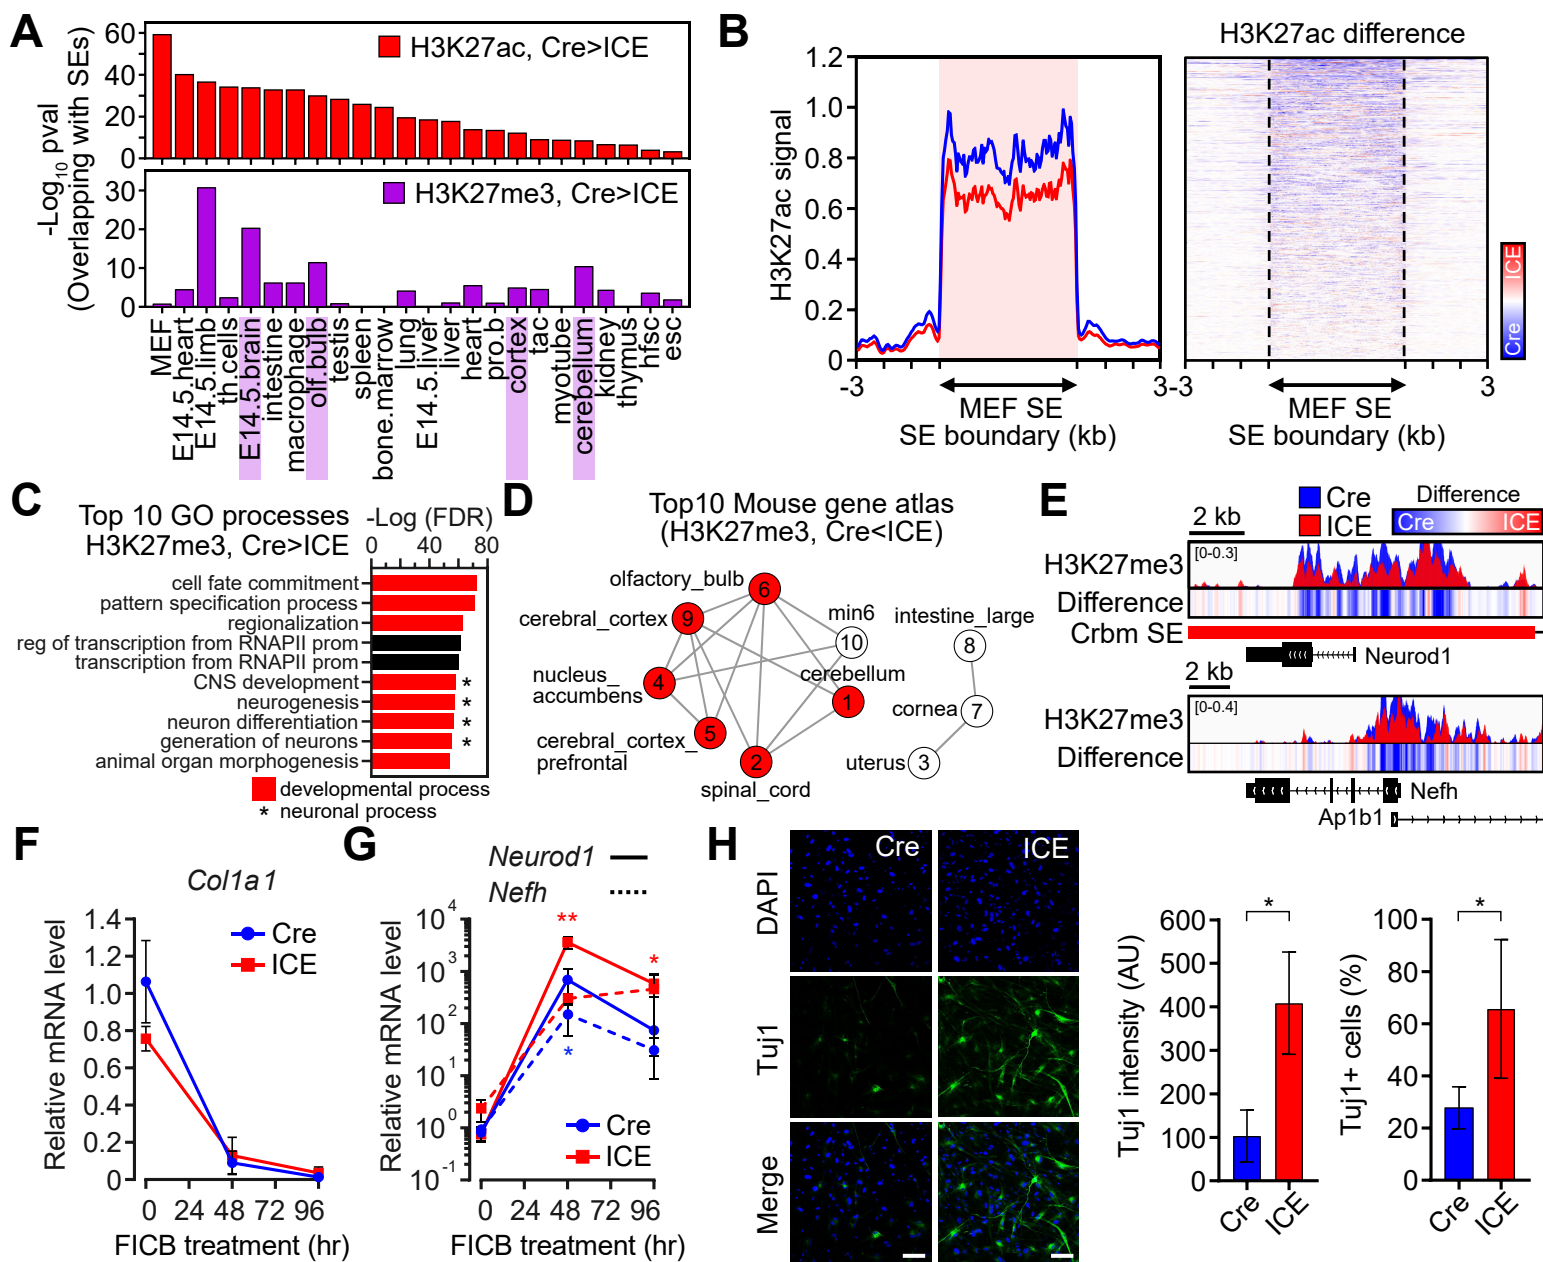 A
-Log10 pval
(Overlapping with SEs)
60
40
20
0
H3K27ac, Cre>ICE
30
20
10
0
H3K27me3, Cre>ICE
MEF
E14.5.heart
E14.5.limb
th.cells
E14.5.brain
intestine
macrophage
olf.bulb
testis
spleen
bone.marrow
lung
E14.5.liver
liver
heart
pro.b
cortex
tac
myotube
cerebellum
kidney
thymus
hfsc
esc
B
H3K27ac signal
1.2
1.0
0.8
0.6
0.4
0.2
0
-3
3
MEF SE
SE boundary (kb)
H3K27ac difference
-3
3
MEF SE
SE boundary (kb)
ICE
Cre
C
Top 10 GO processes
H3K27me3, Cre>ICE
-Log (FDR)
0 40 80
cell fate commitment
pattern specification process
regionalization
reg of transcription from RNAPII prom
transcription from RNAPII prom
CNS development *
neurogenesis *
neuron differentiation *
generation of neurons *
animal organ morphogenesis
developmental process
* neuronal process
D
Top10 Mouse gene atlas
(H3K27me3, Cre<ICE)
olfactory_bulb
6
cerebral_cortex
9
min6
10
intestine_large
8
nucleus_
accumbens
4
cerebellum
1
cornea
7
5
cerebral_cortex_
prefrontal
2
spinal_cord
uterus
3
E
Cre
ICE
Difference
Cre ICE
2 kb
H3K27me3
[0-0.3]
Difference
Crbm SE
Neurod1
2 kb
H3K27me3
[0-0.4]
Difference
Nefh
Ap1b1
F
Col1a1
Relative mRNA level
1.4
1.2
1.0
0.8
0.6
0.4
0.2
0
Cre
ICE
0 24 48 72 96
FICB treatment (hr)
G
Neurod1
Nefh
Relative mRNA level
10^4
10^3
10^2
10^1
10^0
10^-1
**
*
*
Cre
ICE
0 24 48 72 96
FICB treatment (hr)
H
Cre
ICE
DAPI
Tuj1
Merge
Tuj1 intensity (AU)
600
500
400
300
200
100
0
*
Cre
ICE
Tuj1+ cells (%)
100
80
60
40
20
0
*
Cre
ICE